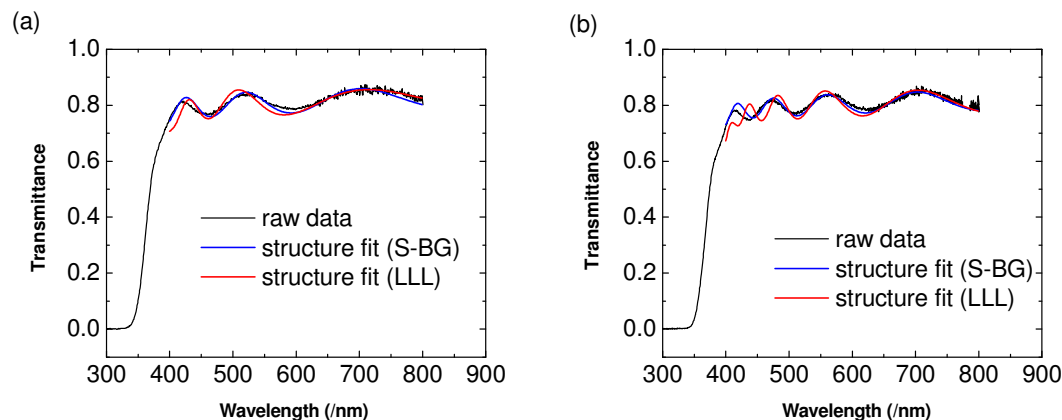 (a)
1.0
0.8
0.6
0.4
0.2
0.0
Transmittance
raw data
structure fit (S-BG)
structure fit (LLL)
300 400 500 600 700 800 900
Wavelength (/nm)
(b)
1.0
0.8
0.6
0.4
0.2
0.0
Transmittance
raw data
structure fit (S-BG)
structure fit (LLL)
300 400 500 600 700 800 900
Wavelength (/nm)